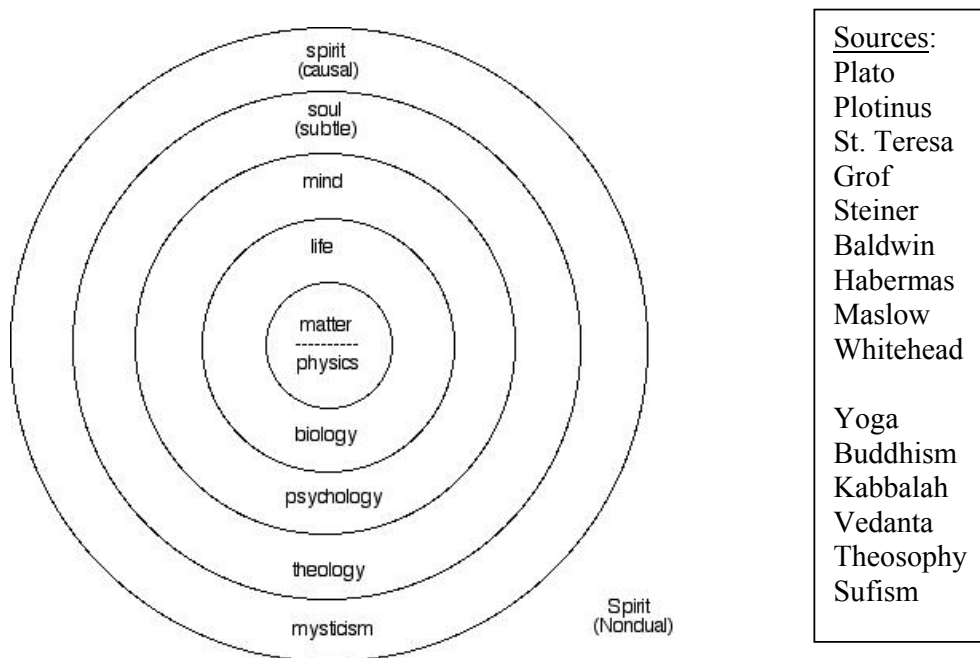 spirit
(causal)
soul
(subtle)
mind
life
matter
physics
biology
psychology
theology
mysticism
Spirit
(Nondual)
Sources:
Plato
Plotinus
St. Teresa
Grof
Steiner
Baldwin
Habermas
Maslow
Whitehead
Yoga
Buddhism
Kabbalah
Vedanta
Theosophy
Sufism